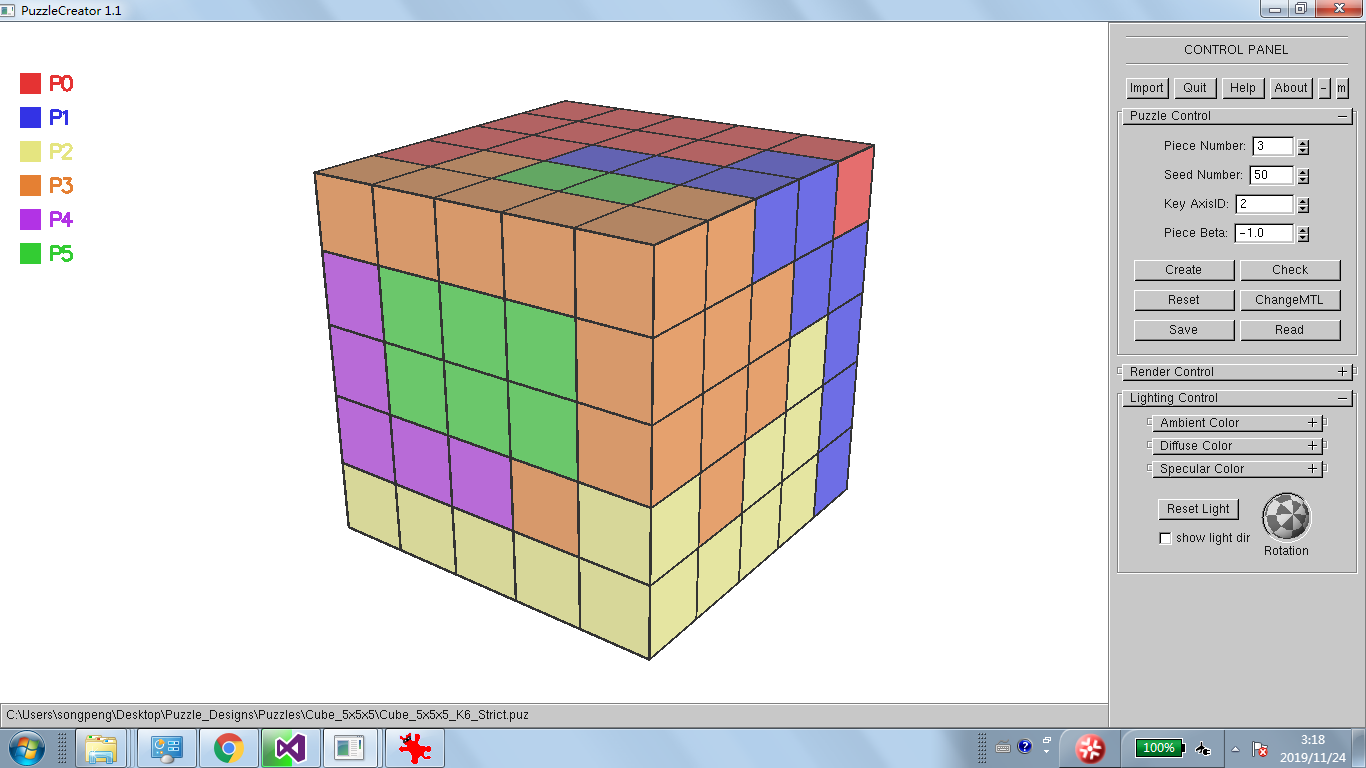 PuzzleCreator 1.1
P0
P1
P2
P3
P4
P5
CONTROL PANEL
Import Quit Help About - m
Puzzle Control
Piece Number: 3
Seed Number: 50
Key AxisID: 2
Piece Beta: -1.0
Create Check
Reset ChangeMTL
Save Read
Render Control
Lighting Control
Ambient Color
Diffuse Color
Specular Color
Reset Light
show light dir
Rotation
C:\Users\songpeng\Desktop\Puzzle_Designs\Puzzles\Cube_5x5x5\Cube_5x5x5_K6_Strict.puz
100%
3:18
2019/11/24